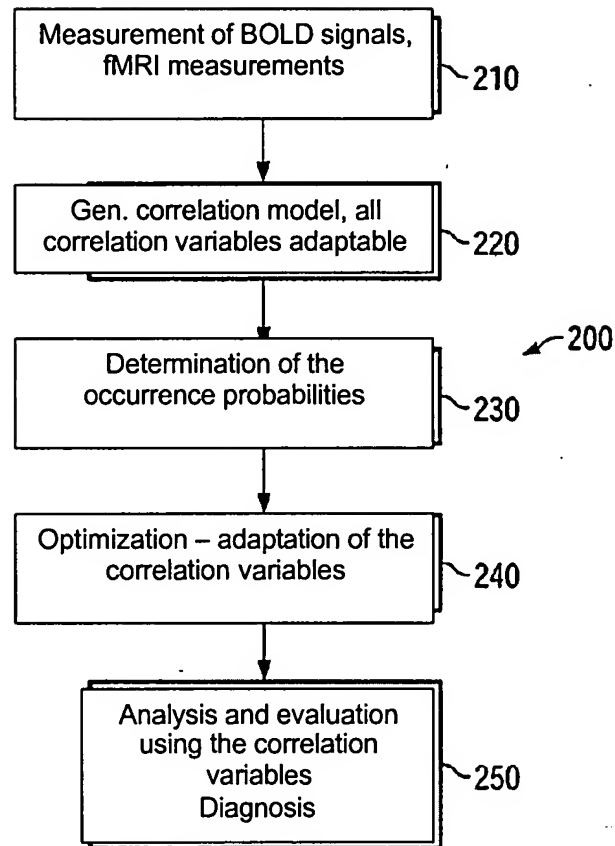 Measurement of BOLD signals,
fMRI measurements
210
Gen. correlation model, all
correlation variables adaptable
220
200
Determination of the
occurrence probabilities
230
Optimization – adaptation of the
correlation variables
240
Analysis and evaluation
using the correlation
variables
Diagnosis
250